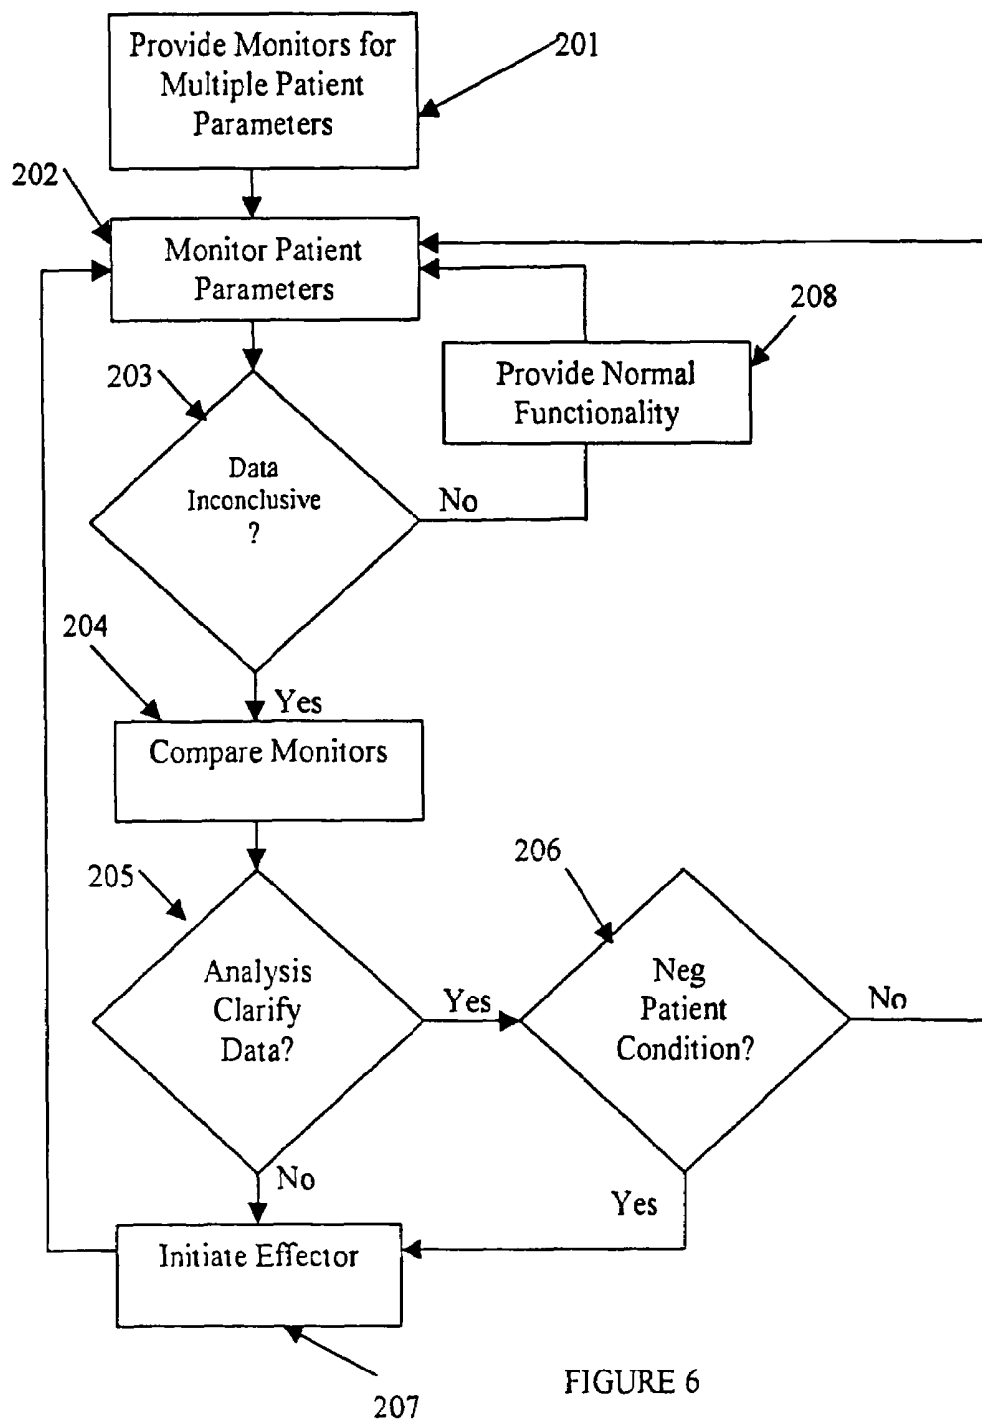 Provide Monitors for
Multiple Patient
Parameters
201
202
Monitor Patient
Parameters
208
Provide Normal
Functionality
203
Data
Inconclusive
?
No
204
Yes
Compare Monitors
205
206
Analysis
Clarify
Data?
Yes
Neg
Patient
Condition?
No
No
Yes
Initiate Effector
207
FIGURE 6